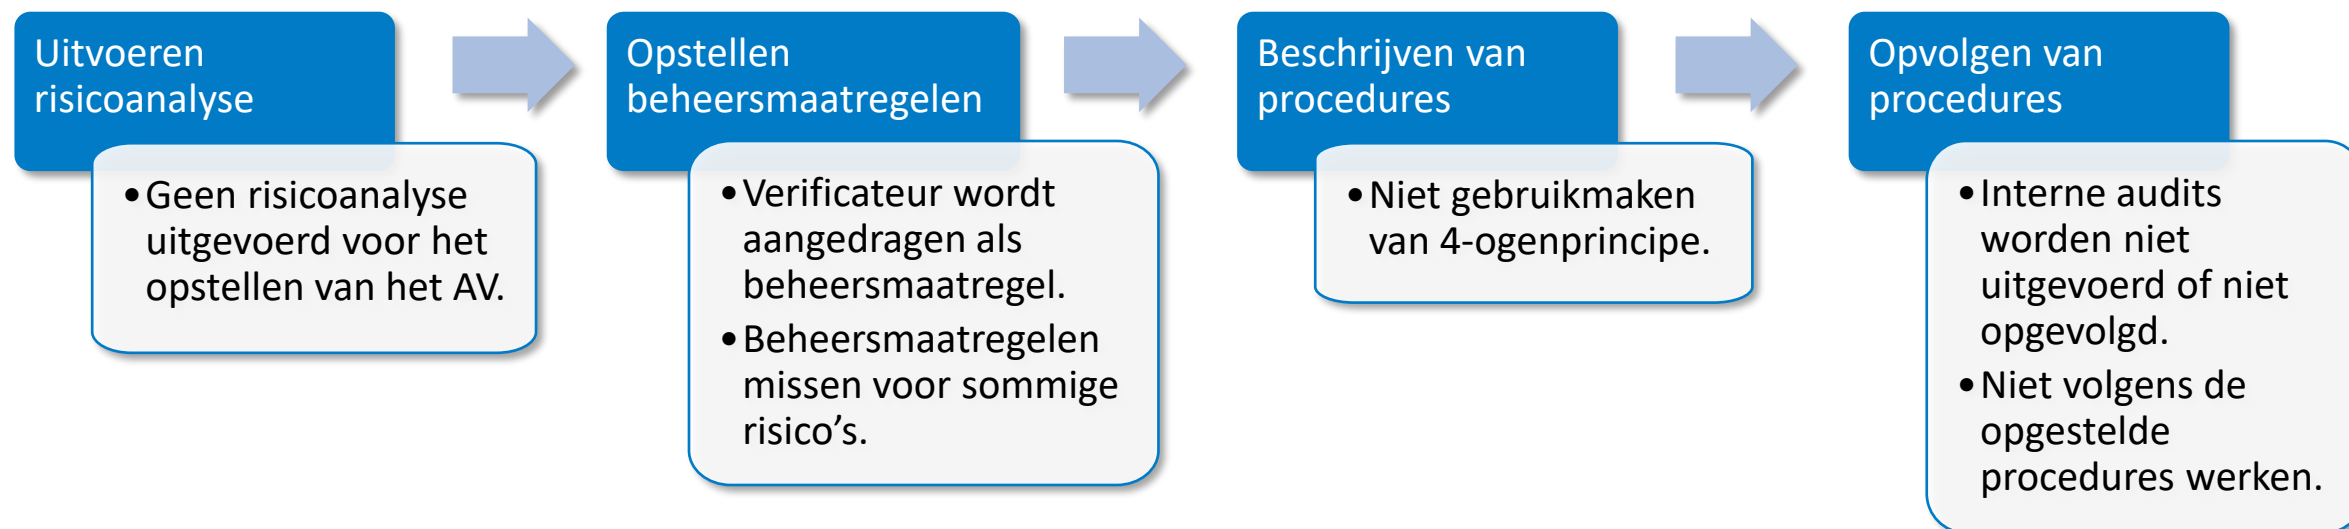 Uitvoeren
risicoanalyse
•Geen risicoanalyse
uitgevoerd voor het
opstellen van het AV.
Opstellen
beheersmaatregelen
•Verificateur wordt
aangedragen als
beheersmaatregel.
•Beheersmaatregelen
missen voor sommige
risico’s.
Beschrijven van
procedures
•Niet gebruikmaken
van 4-ogenprincipe.
Opvolgen van
procedures
•Interne audits
worden niet
uitgevoerd of niet
opgevolgd.
•Niet volgens de
opgestelde
procedures werken.